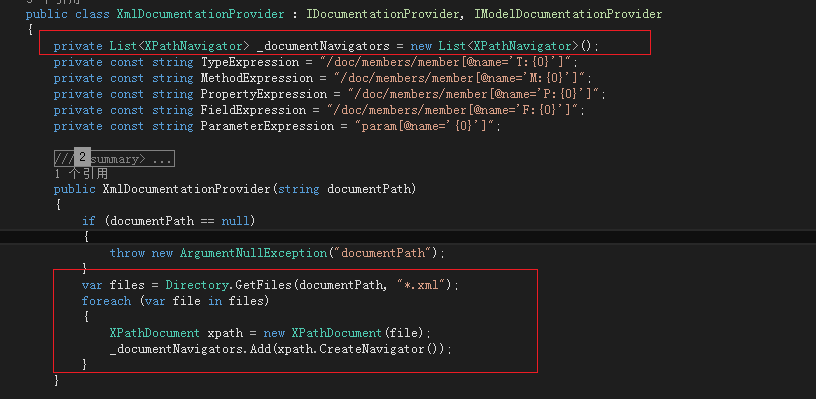 public class XmlDocumentationProvider : IDocumentationProvider, IModelDocumentationProvider
{
private List<XPathNavigator> _documentNavigators = new List<XPathNavigator>();
private const string TypeExpression = "/doc/members/member[@name='T:{0}']";
private const string MethodExpression = "/doc/members/member[@name='M:{0}']";
private const string PropertyExpression = "/doc/members/member[@name='P:{0}']";
private const string FieldExpression = "/doc/members/member[@name='F:{0}']";
private const string ParameterExpression = "param[@name='{0}']";
/// 2 summary> ...
1 个引用
public XmlDocumentationProvider(string documentPath)
{
if (documentPath == null)
{
throw new ArgumentNullException("documentPath");
}
var files = Directory.GetFiles(documentPath, "*.xml");
foreach (var file in files)
{
XPathDocument xpath = new XPathDocument(file);
_documentNavigators.Add(xpath.CreateNavigator());
}
}